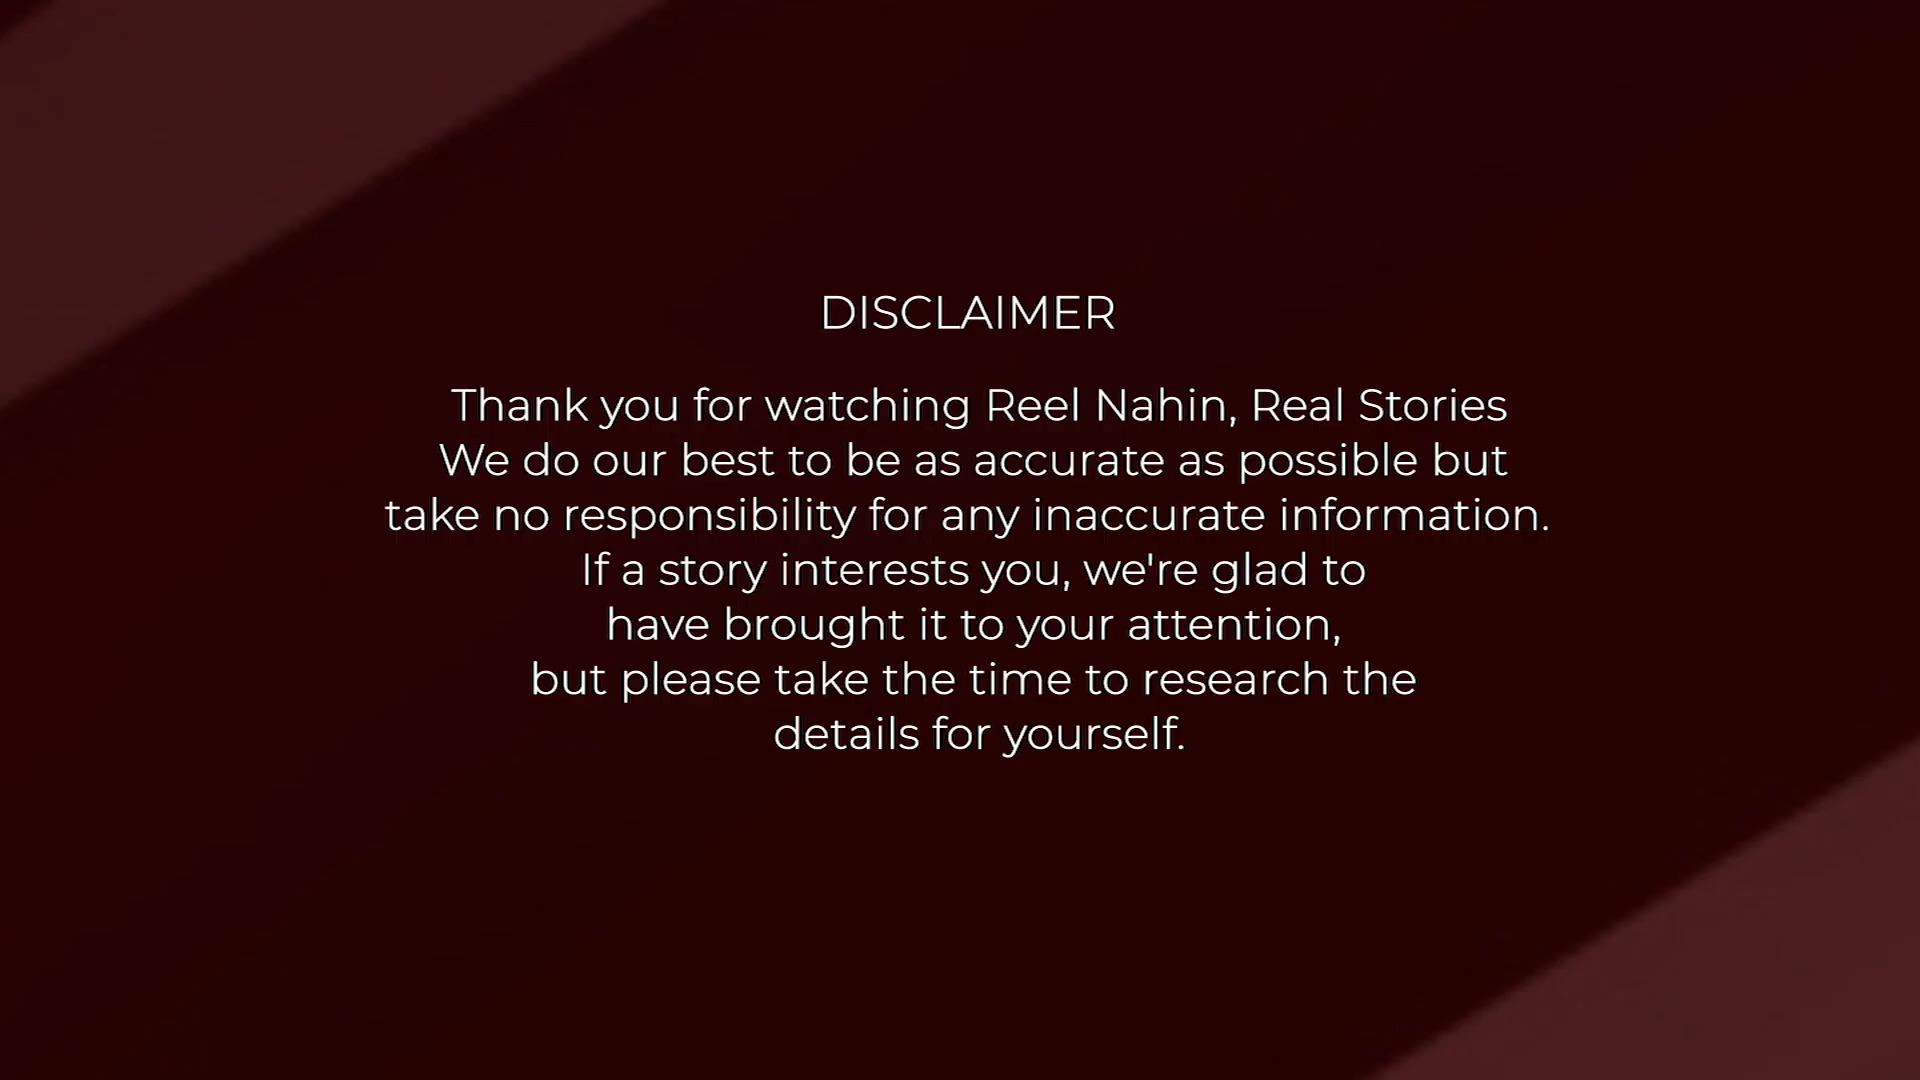 DISCLAIMER
Thank you for watching Reel Nahin, Real Stories
We do our best to be as accurate as possible but
take no responsibility for any inaccurate information.
If a story interests you, we're glad to
have brought it to your attention,
but please take the time to research the
details for yourself.